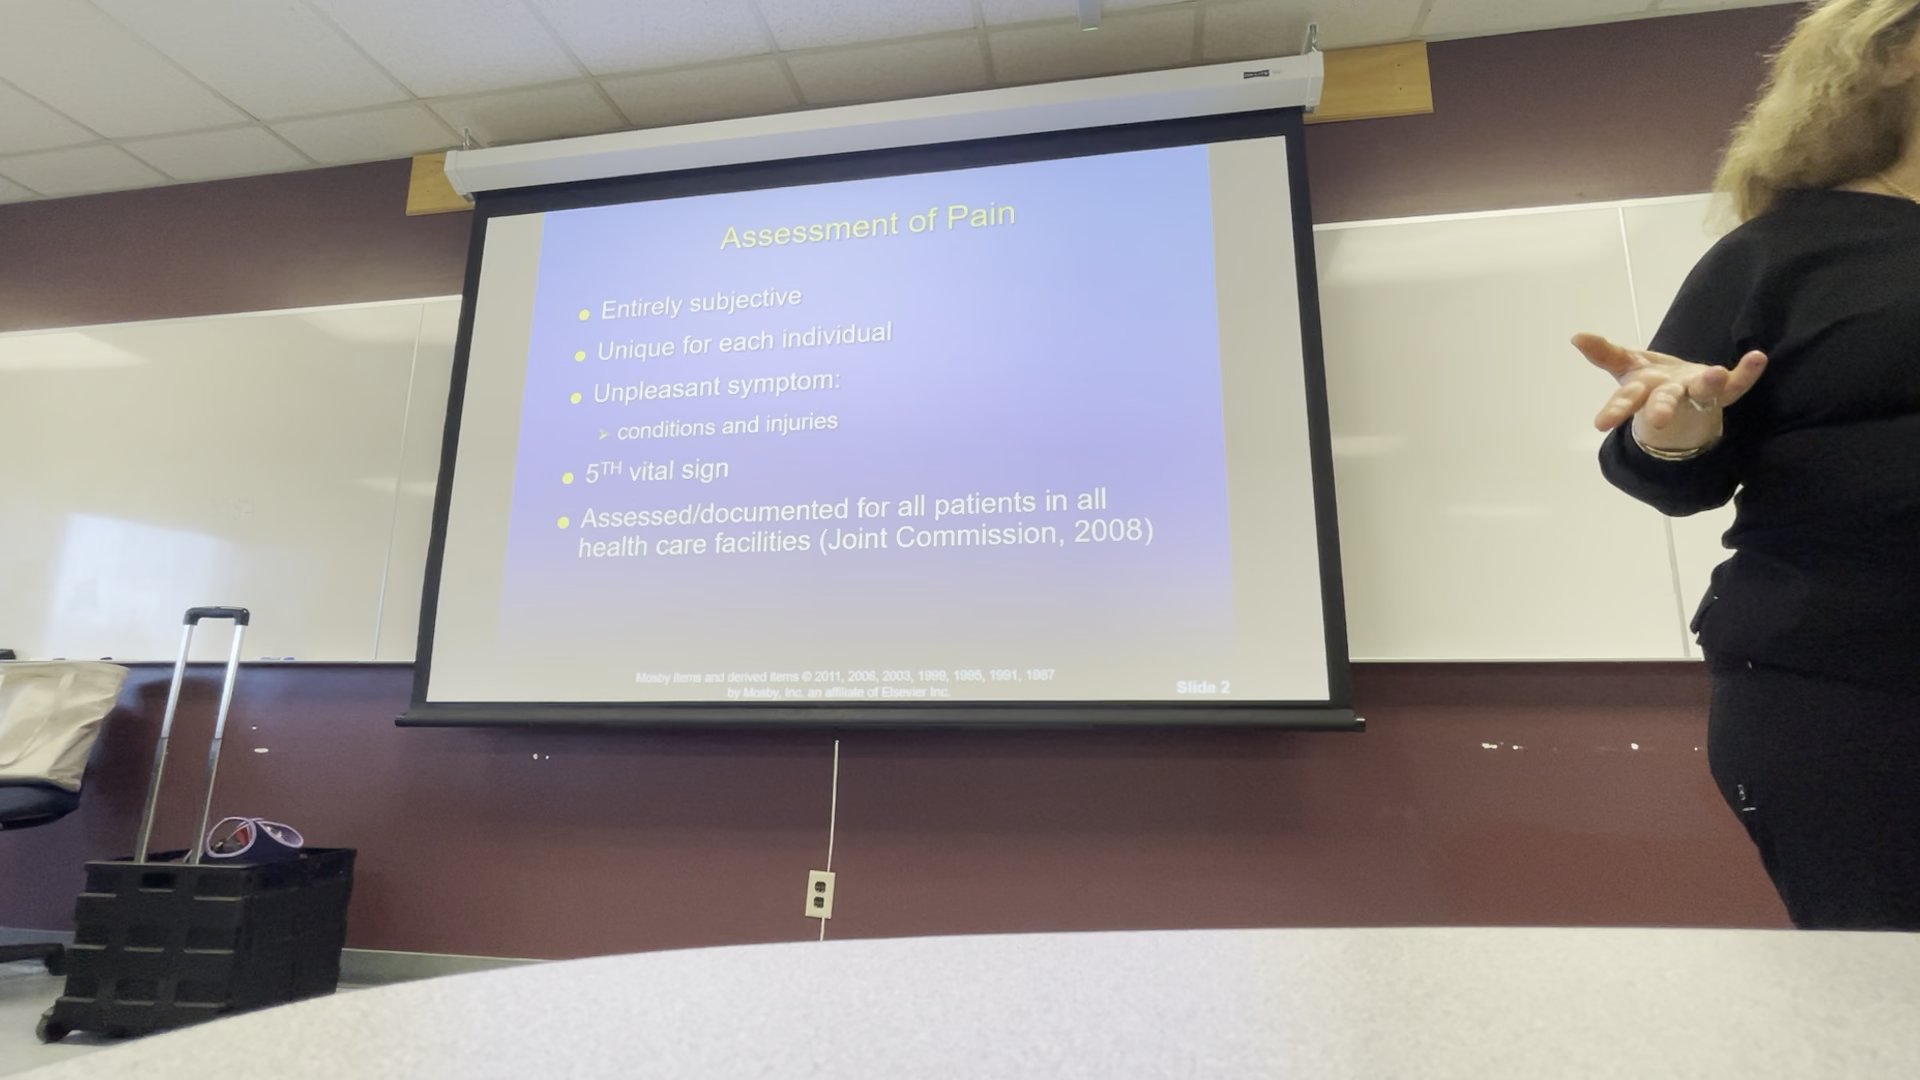 Assessment of Pain
Entirely subjective
Unique for each individual
Unpleasant symptom:
conditions and injuries
5TH vital sign
Assessed/documented for all patients in all
health care facilities (Joint Commission, 2008)
Mosby items and derived items © 2011, 2006, 2003, 1999, 1995, 1991, 1987
by Mosby, Inc. an affiliate of Elsevier Inc.
Slide 2